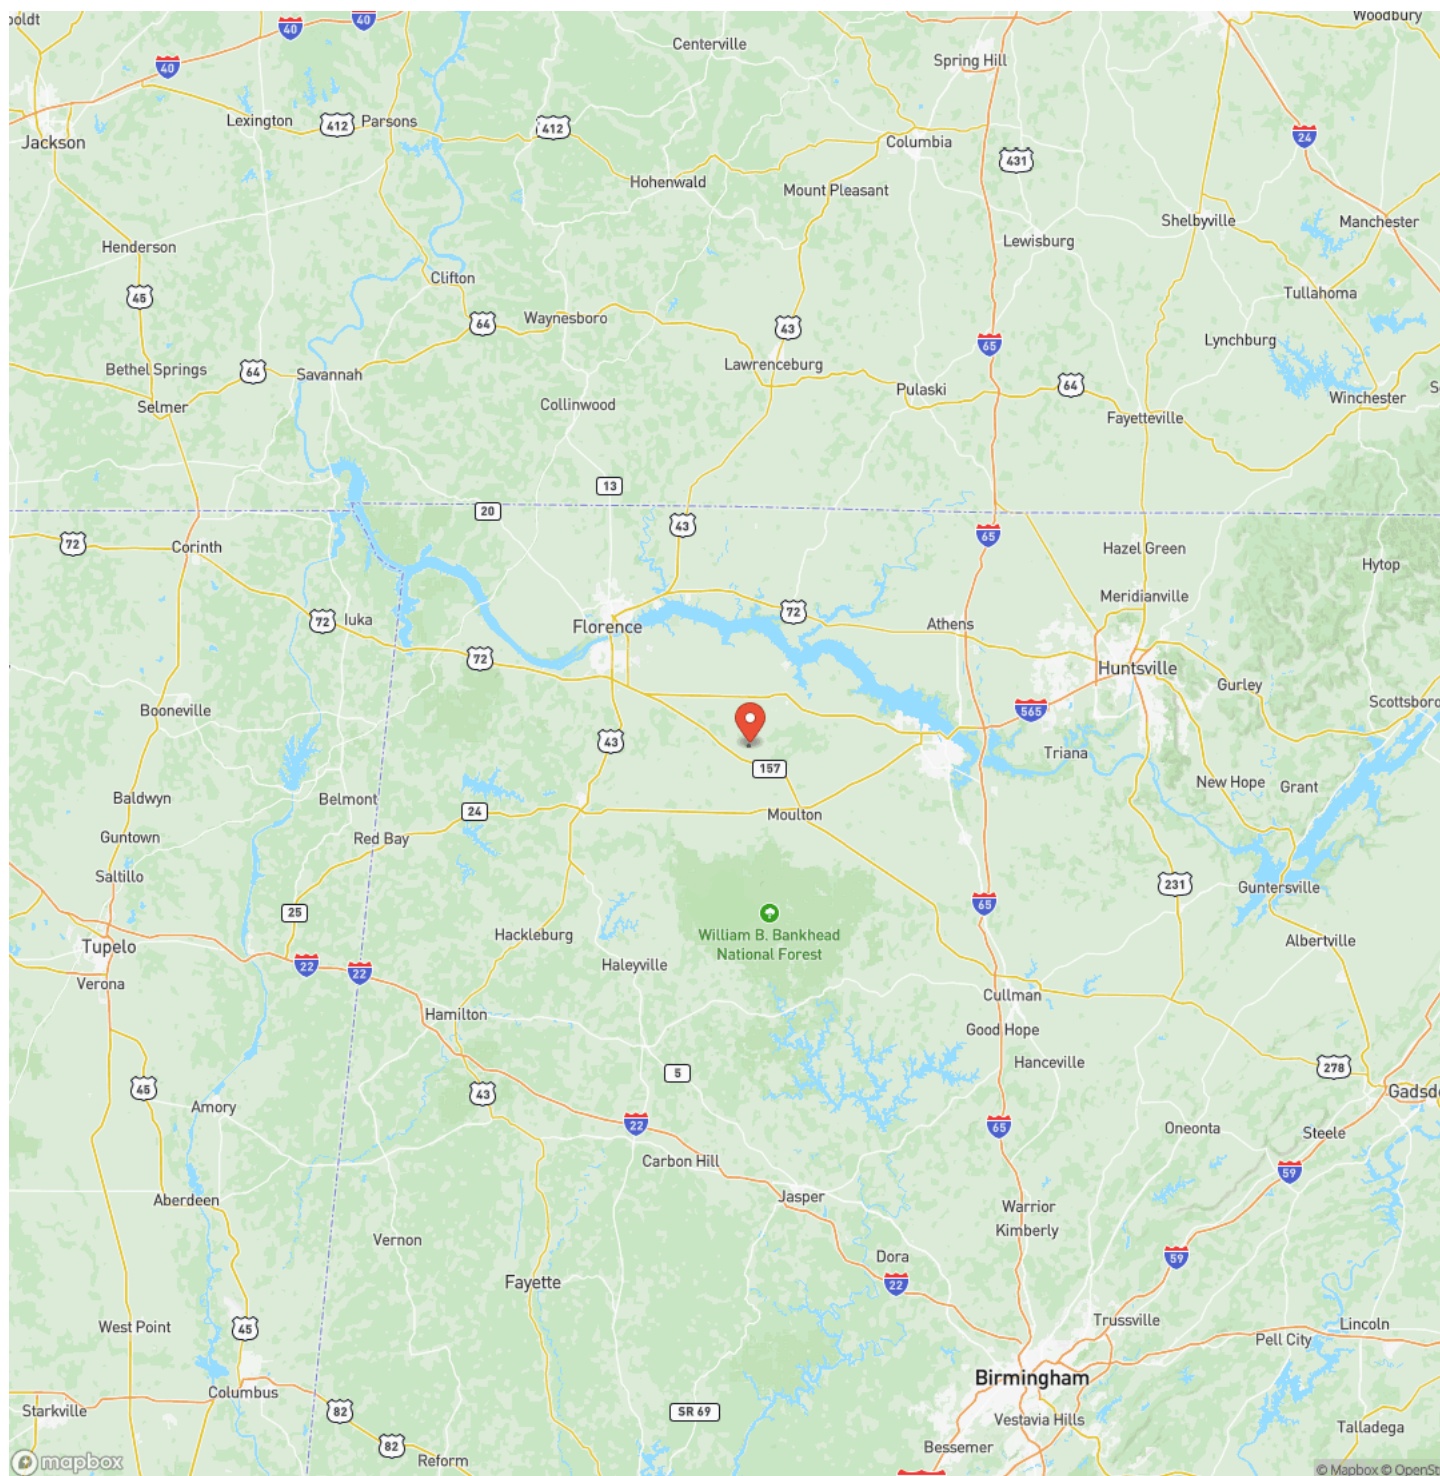 oldt
40
40
Woodbury
Centerville
Spring Hill
40
Lexington
412
Parsons
412
24
Jackson
Columbia
431
Hohenwald
Mount Pleasant
Shelbyville
Manchester
Henderson
Lewisburg
Clifton
45
Tullahoma
64
Waynesboro
43
65
Lynchburg
Bethel Springs
64
Savannah
Lawrenceburg
Pulaski
64
Winchester
Selmer
Collinwood
Fayetteville
13
20
43
65
72
Corinth
Hazel Green
Hytop
Meridianville
72
Iuka
72
Athens
Florence
72
Huntsville
Gurley
Scottsboro
Booneville
565
43
157
Triana
New Hope
Grant
Baldwyn
Belmont
24
Moulton
Guntown
Red Bay
Saltillo
231
Guntersville
25
65
Hackleburg
William B. Bankhead
National Forest
Albertville
Tupelo
22
22
Haleyville
Verona
Cullman
Hamilton
Good Hope
Hanceville
5
278
45
43
Gadsde
Amory
22
65
Oneonta
Steele
Carbon Hill
59
Aberdeen
Jasper
Warrior
Kimberly
Vernon
Dora
59
Fayette
22
West Point
45
Trussville
Lincoln
Pell City
Birmingham
Columbus
Starkville
82
SR 69
Vestavia Hills
Talladega
82
Bessemer
Reform
mapbox
© Mapbox © OpenSt